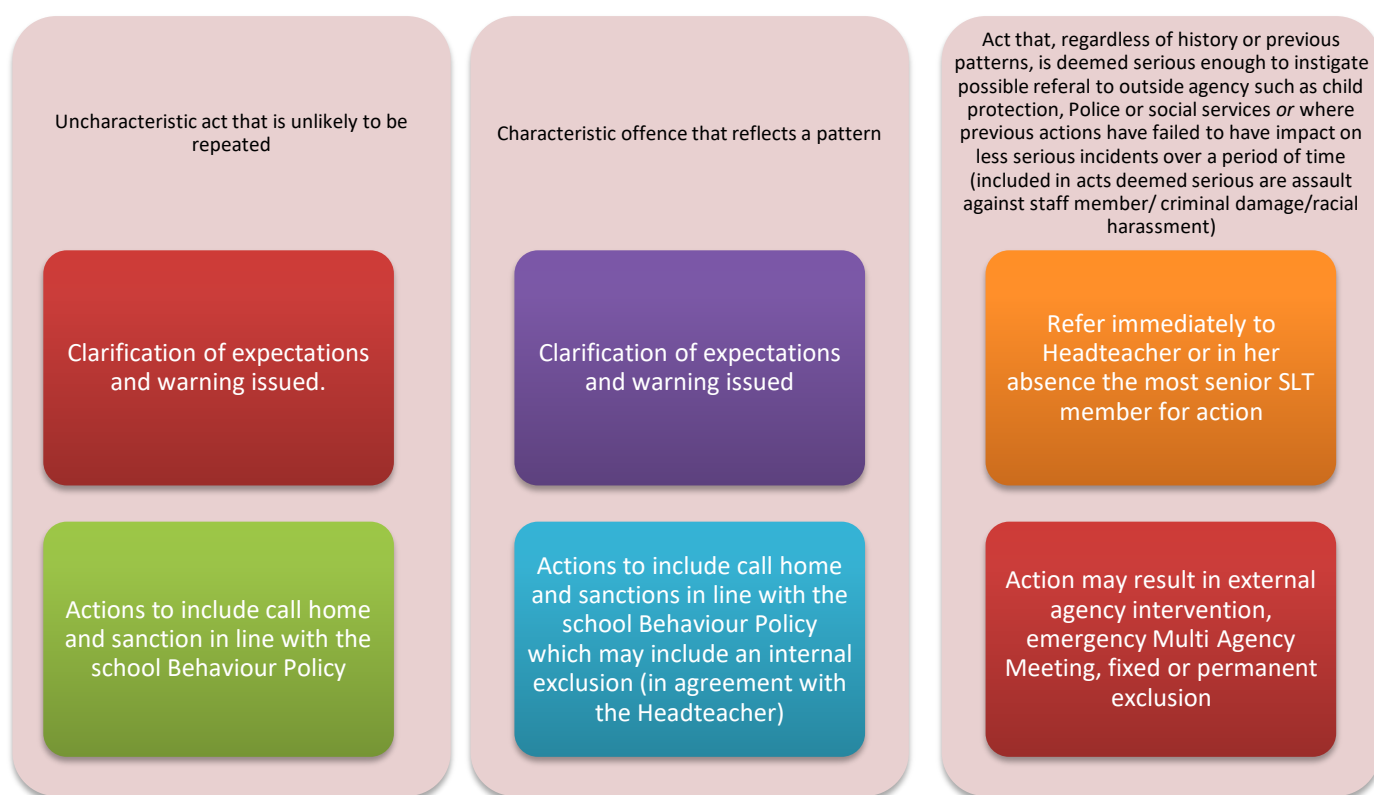 Uncharacteristic act that is unlikely to be
repeated
Clarification of expectations
and warning issued.
Actions to include call home
and sanction in line with the
school Behaviour Policy
Characteristic offence that reflects a pattern
Clarification of expectations
and warning issued
Actions to include call home
and sanctions in line with the
school Behaviour Policy
which may include an internal
exclusion (in agreement with
the Headteacher)
Act that, regardless of history or previous
patterns, is deemed serious enough to instigate
possible referal to outside agency such as child
protection, Police or social services or where
previous actions have failed to have impact on
less serious incidents over a period of time
(included in acts deemed serious are assault
against staff member/ criminal damage/racial
harassment)
Refer immediately to
Headteacher or in her
absence the most senior SLT
member for action
Action may result in external
agency intervention,
emergency Multi Agency
Meeting, fixed or permanent
exclusion